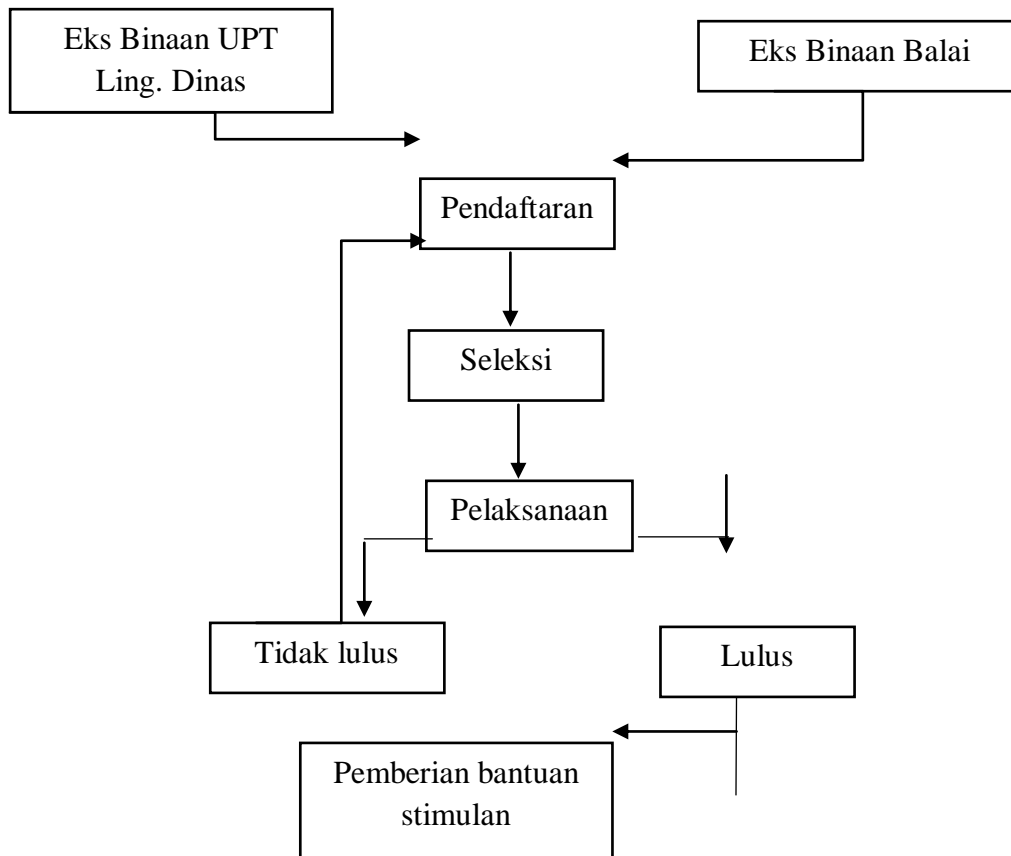 Eks Binaan UPT
Ling. Dinas
Eks Binaan Balai
Pendaftaran
Seleksi
Pelaksanaan
Tidak lulus
Lulus
Pemberian bantuan
stimulan